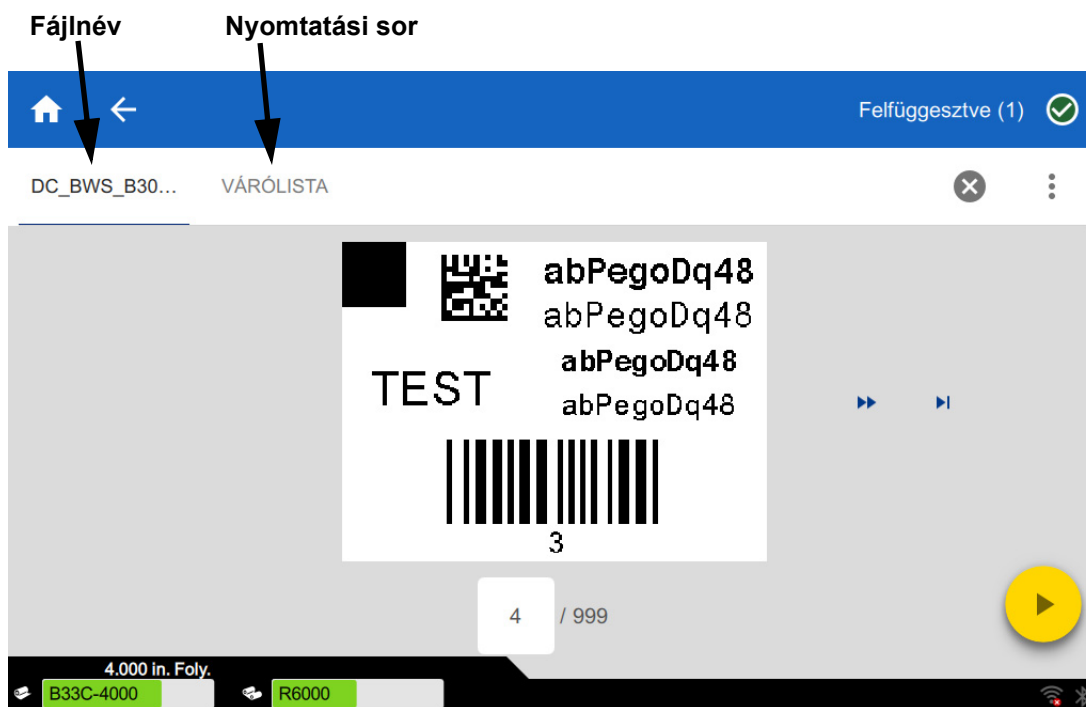 Fájlnév Nyomtatási sor
Felfüggesztve (1)
DC_BWS_B30... VÁRÓLISTA
abPegoDq48
abPegoDq48
abPegoDq48
TEST
abPegoDq48
3
4 / 999
4.000 in. Foly.
B33C-4000 R6000